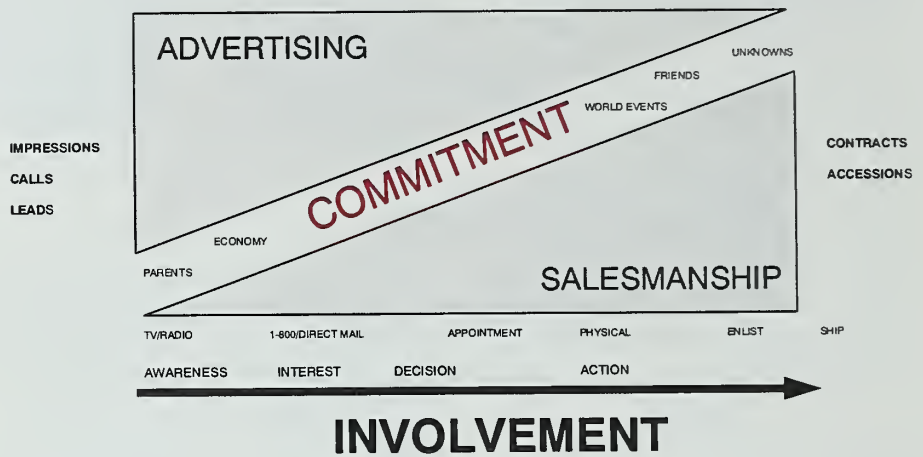 ADVERTISING
UNKNOWNS
FRIENDS
WORLD EVENTS
COMMITMENT
IMPRESSIONS
CALLS
LEADS
CONTRACTS
ACCESSIONS
ECONOMY
PARENTS
SALESMANSHIP
TV/RADIO 1-800/DIRECT MAIL APPOINTMENT PHYSICAL ENLIST SHIP
AWARENESS INTEREST DECISION ACTION
INVOLVEMENT